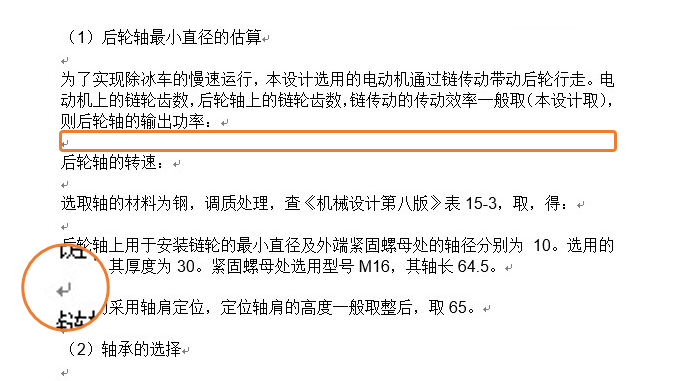 （1）后轮轴最小直径的估算
为了实现除冰车的慢速运行，本设计选用的电动机通过链传动带动后轮行走。电
动机上的链轮齿数，后轮轴上的链轮齿数，链传动的传动效率一般取（本设计取），
则后轮轴的输出功率：
后轮轴的转速：
选取轴的材料为钢，调质处理，查《机械设计第八版》表 15-3，取，得：
后轮轴上用于安装链轮的最小直径及外端紧固螺母处的轴径分别为 10。选用的
链
，其厚度为 30。紧固螺母处选用型号 M16，其轴长 64.5。
链
采用轴肩定位，定位轴肩的高度一般取整后，取 65。
（2）轴承的选择